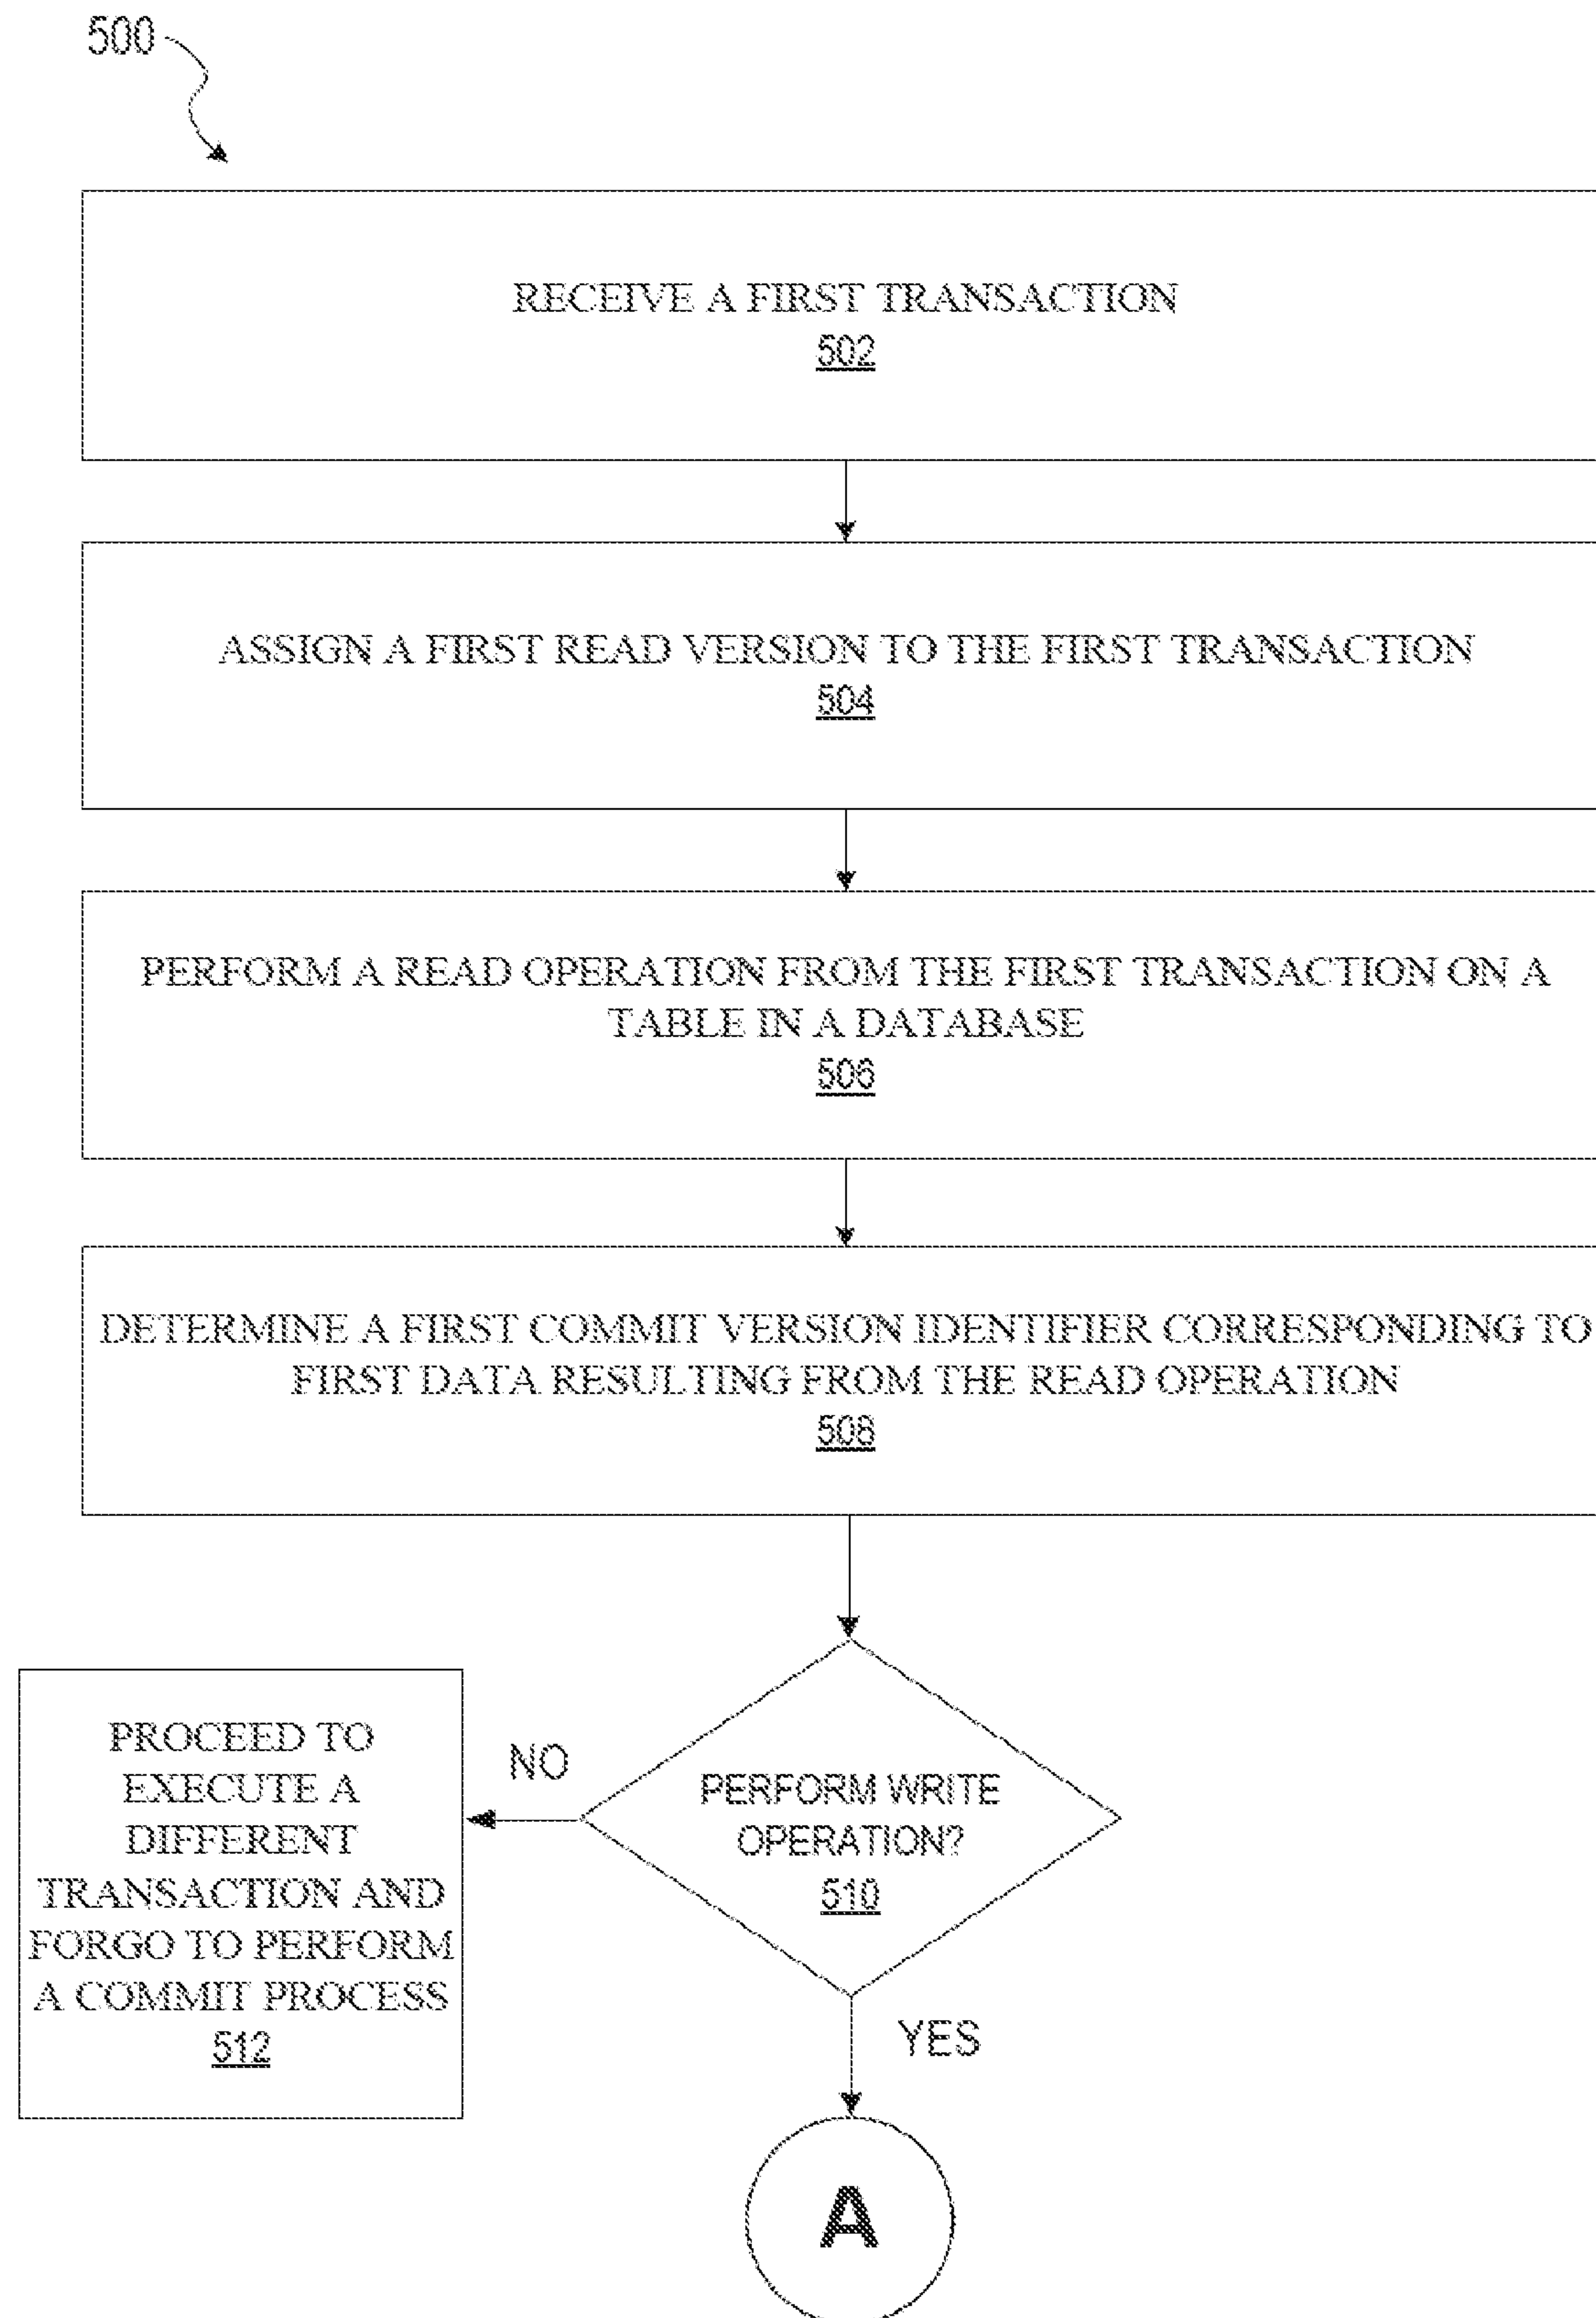 500
RECEIVE A FIRST TRANSACTION
502
ASSIGN A FIRST READ VERSION TO THE FIRST TRANSACTION
504
PERFORM A READ OPERATION FROM THE FIRST TRANSACTION ON A
TABLE IN A DATABASE
506
DETERMINE A FIRST COMMIT VERSION IDENTIFIER CORRESPONDING TO
FIRST DATA RESULTING FROM THE READ OPERATION
508
PERFORM WRITE
OPERATION?
510
NO
PROCEED TO
EXECUTE A
DIFFERENT
TRANSACTION AND
FORGO TO PERFORM
A COMMIT PROCESS
512
YES
A